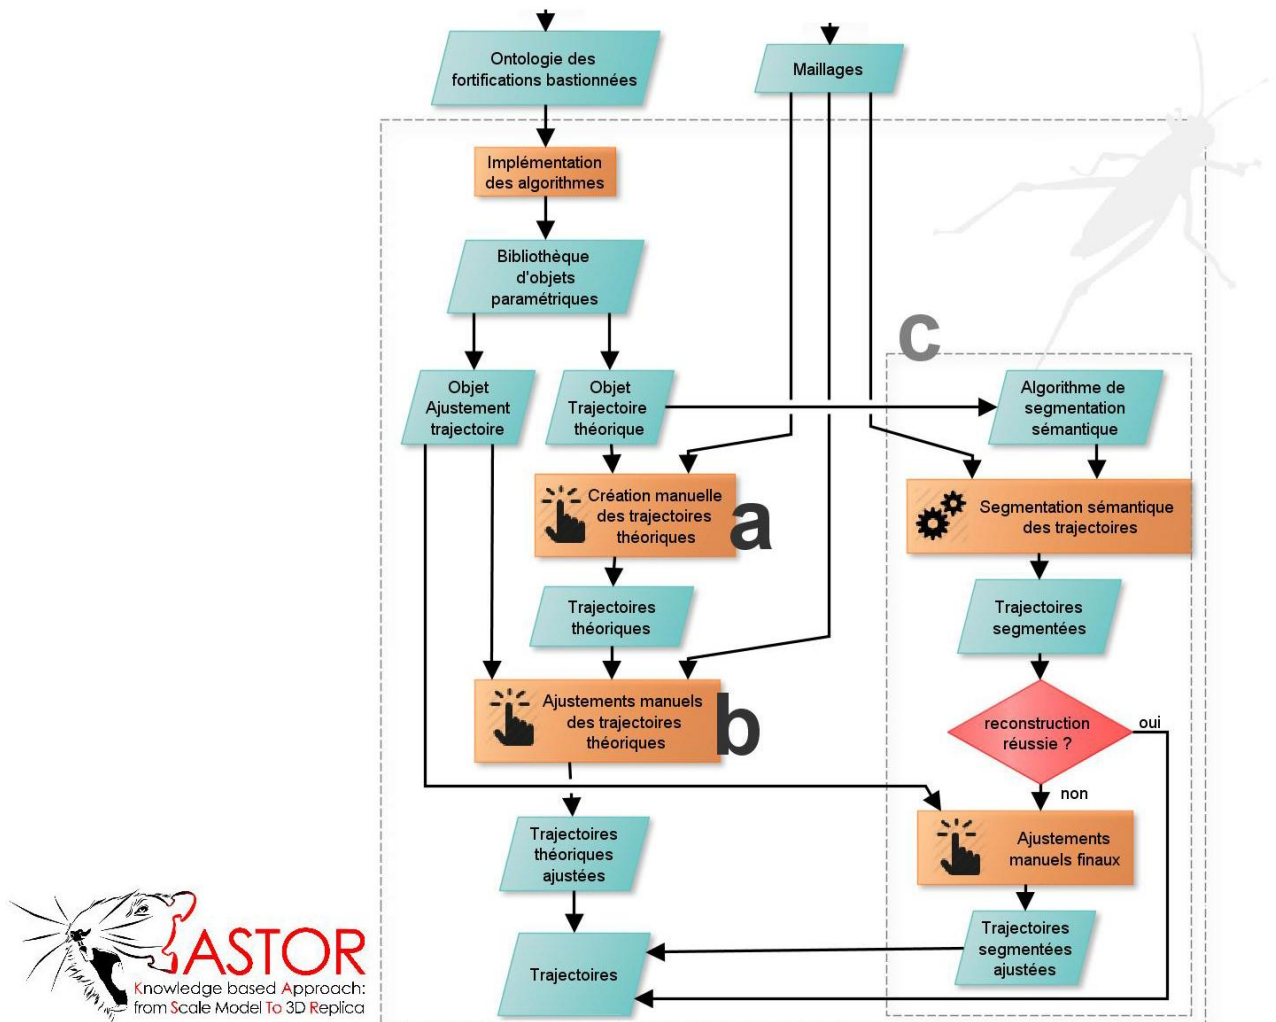 Ontologie des
fortifications bastionnées
Maillages
Implémentation
des algorithmes
Bibliothèque
d'objets
paramétriques
c
Objet
Ajustement
trajectoire
Objet
Trajectoire
théorique
Algorithme de
segmentation
sémantique
Création manuelle
des trajectoires
théoriques
a
Segmentation sémantique
des trajectoires
Trajectoires
théoriques
Trajectoires
segmentées
Ajustements manuels
des trajectoires
théoriques
b
reconstruction
réussie ?
oui
non
Ajustements
manuels finaux
Trajectoires
théoriques
ajustées
Trajectoires
segmentées
ajustées
Trajectoires
KASTOR
Knowledge based Approach:
from Scale Model To 3D Replica